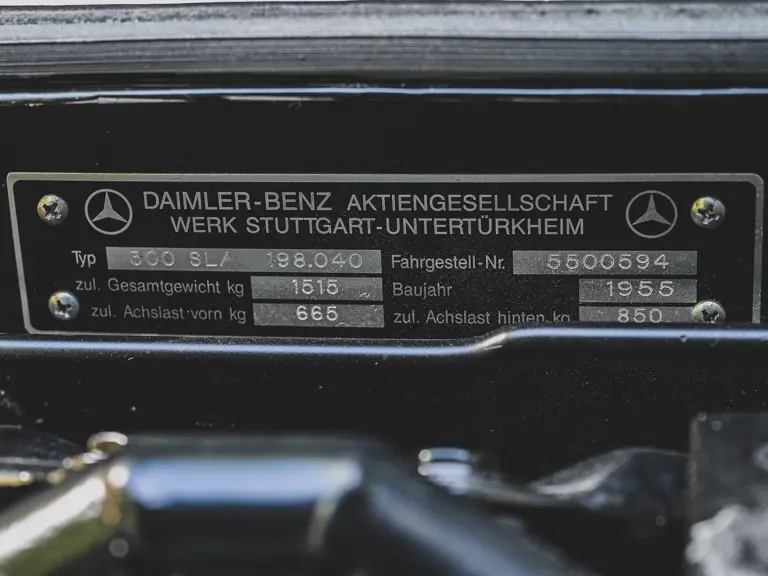 DAIMLER-BENZ AKTIENGESELLSCHAFT
WERK STUTTGART-UNTERTÜRKHEIM
Typ 300 SL/ 198.040 Fahrgestell-Nr. 5500594
zul. Gesamtgewicht kg 1515 Baujahr 1955
zul. Achslast vorn kg 665 zul. Achslast hinten kg 850